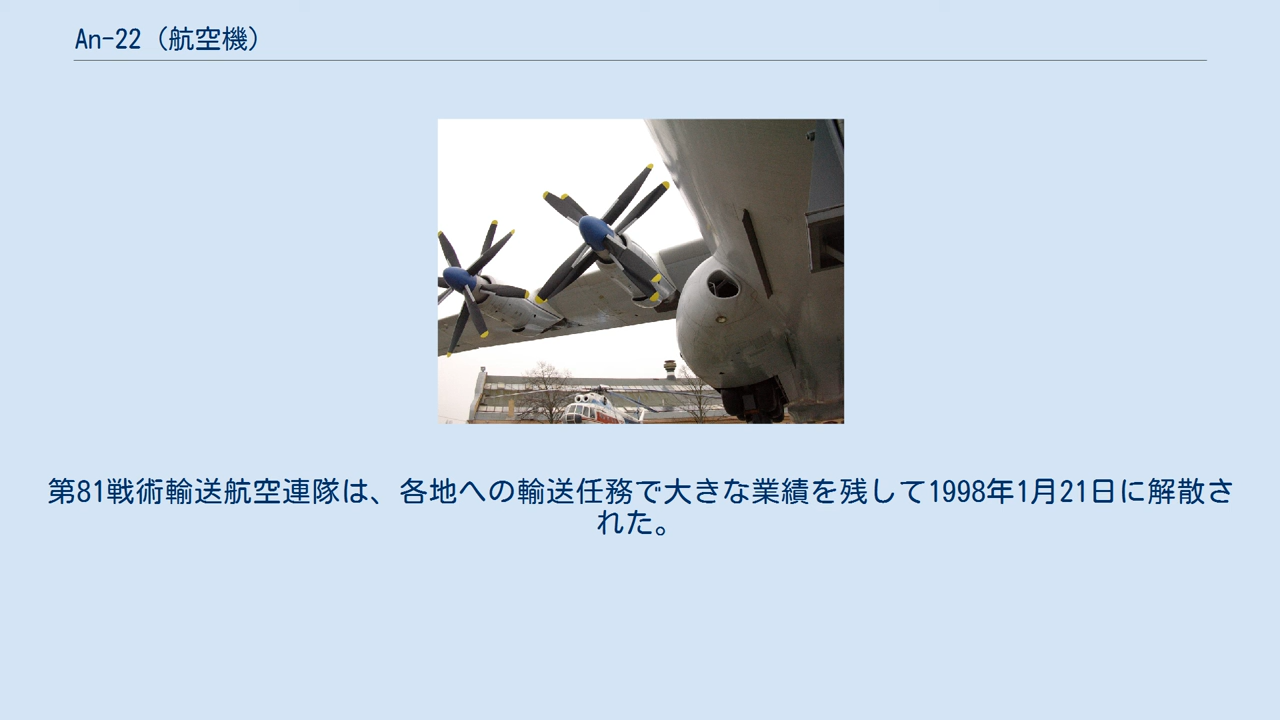 An-22（航空機）
第81戦術輸送航空連隊は、各地への輸送任務で大きな業績を残して1998年1月21日に解散さ
れた。